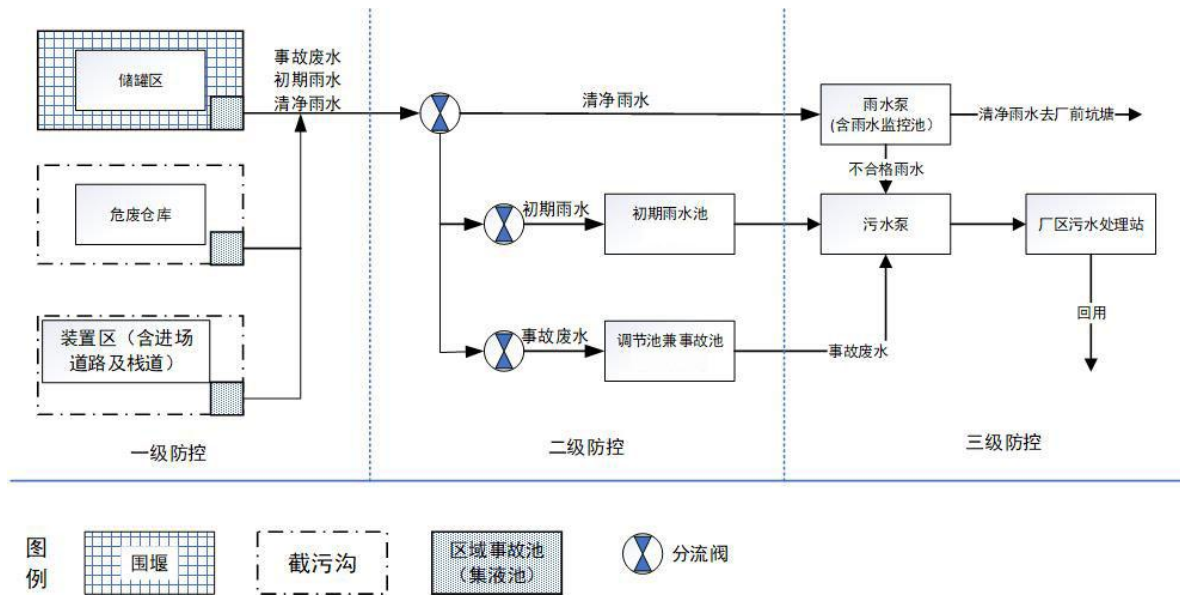 储罐区
事故废水
初期雨水
清净雨水
清净雨水
雨水泵
(含雨水监控池)
清净雨水去厂前坑塘
不合格雨水
危废仓库
初期雨水
初期雨水池
污水泵
厂区污水处理站
回用
装置区（含进场
道路及栈道）
事故废水
调节池兼事故池
事故废水
一级防控
二级防控
三级防控
图
例
围堰
截污沟
区域事故池
（集液池）
分流阀